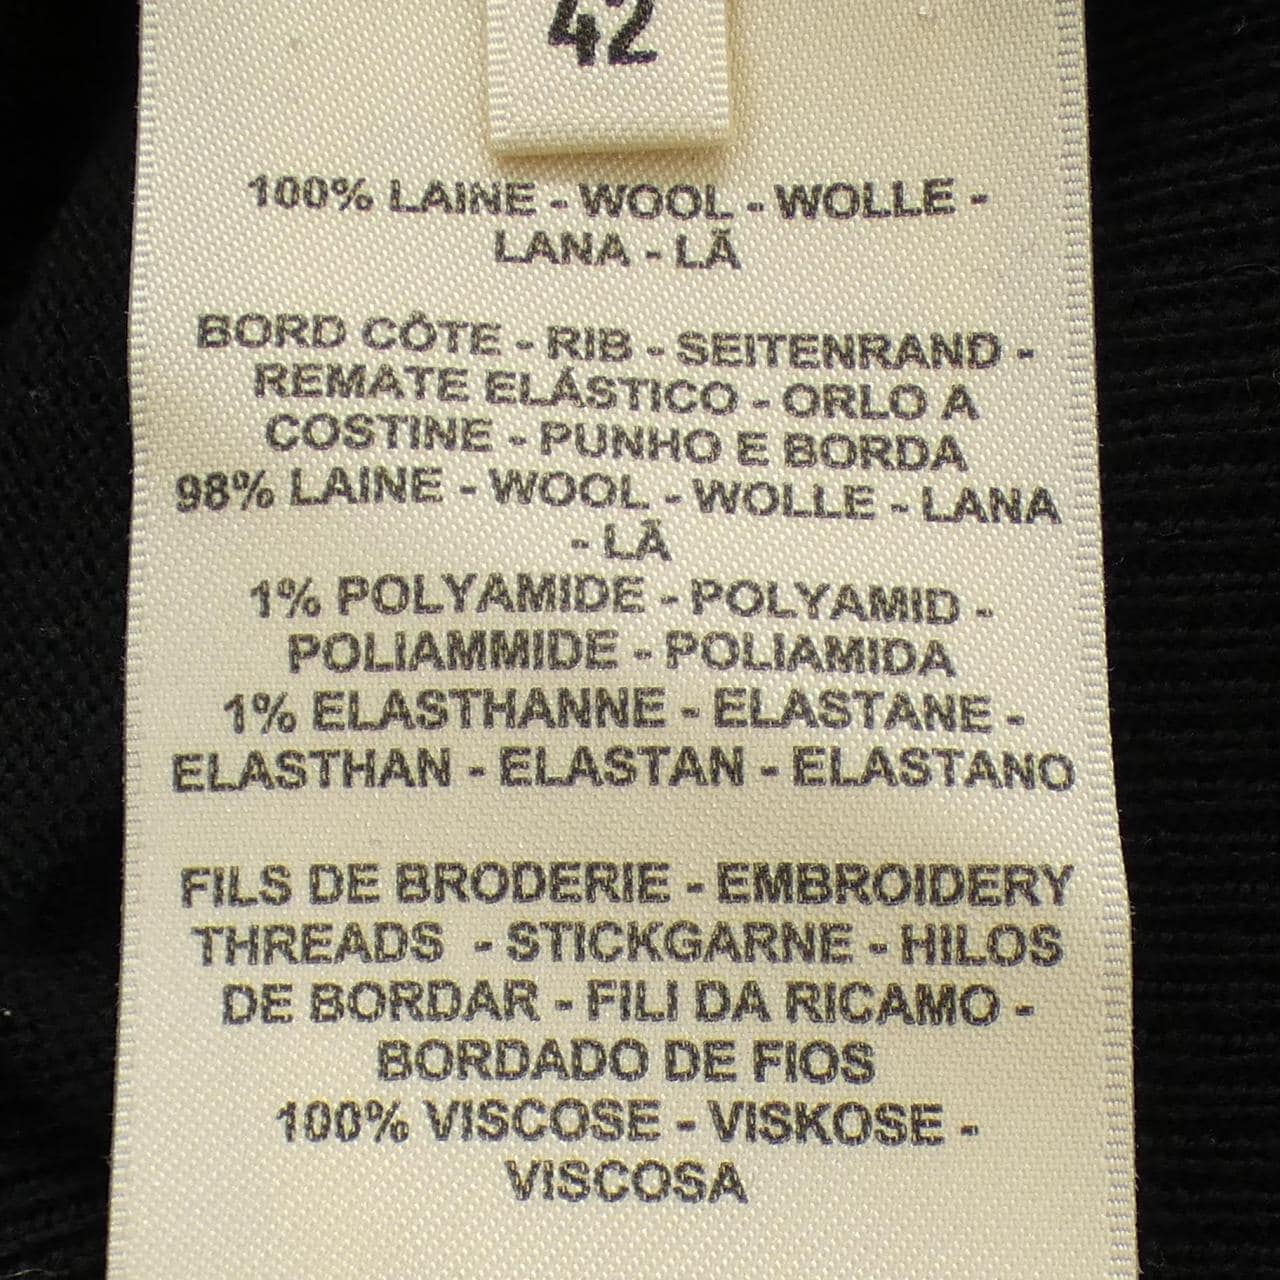 42
100% LAINE - WOOL - WOLLE -
LANA - LÃ
BORD CÔTE - RIB - SEITENRAND -
REMATE ELÁSTICO - ORLO A
COSTINE - PUNHO E BORDA
98% LAINE - WOOL - WOLLE - LANA
- LÃ
1% POLYAMIDE - POLYAMID -
POLIAMMIDE - POLIAMIDA
1% ELASTHANNE - ELASTANE -
ELASTHAN - ELASTAN - ELASTANO
FILS DE BRODERIE - EMBROIDERY
THREADS - STICKGARNE - HILOS
DE BORDAR - FILI DA RICAMO -
BORDADO DE FIOS
100% VISCOSE - VISKOSE -
VISCOSA